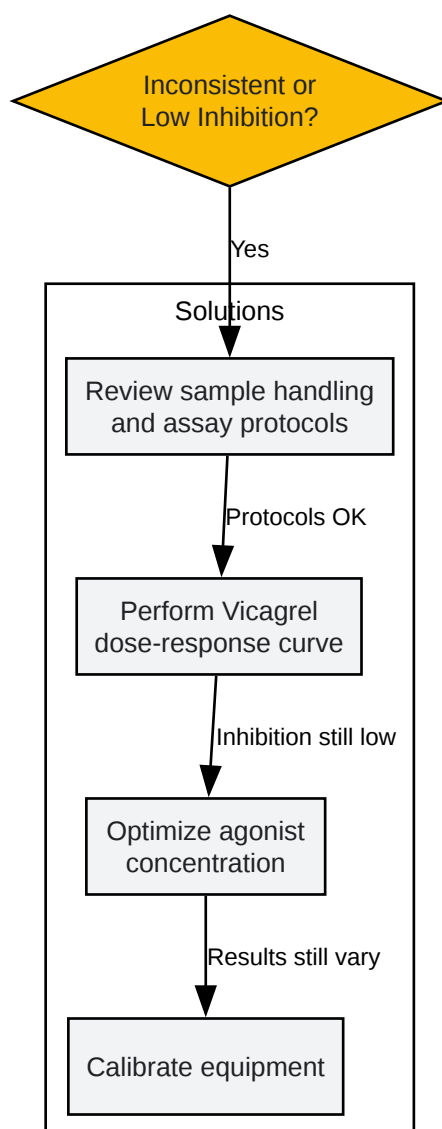 Inconsistent or
Low Inhibition?
Yes
Solutions
Review sample handling
and assay protocols
Protocols OK
Perform Vicagrel
dose-response curve
Inhibition still low
Optimize agonist
concentration
Results still vary
Calibrate equipment